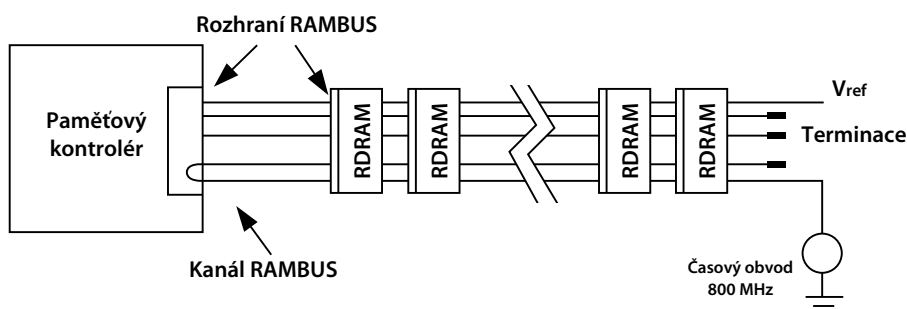 Rozhraní RAMBUS
Paměťový
kontrolér
RDRAM
RDRAM
RDRAM
RDRAM
Vref
Terminace
Kanál RAMBUS
Časový obvod
800 MHz